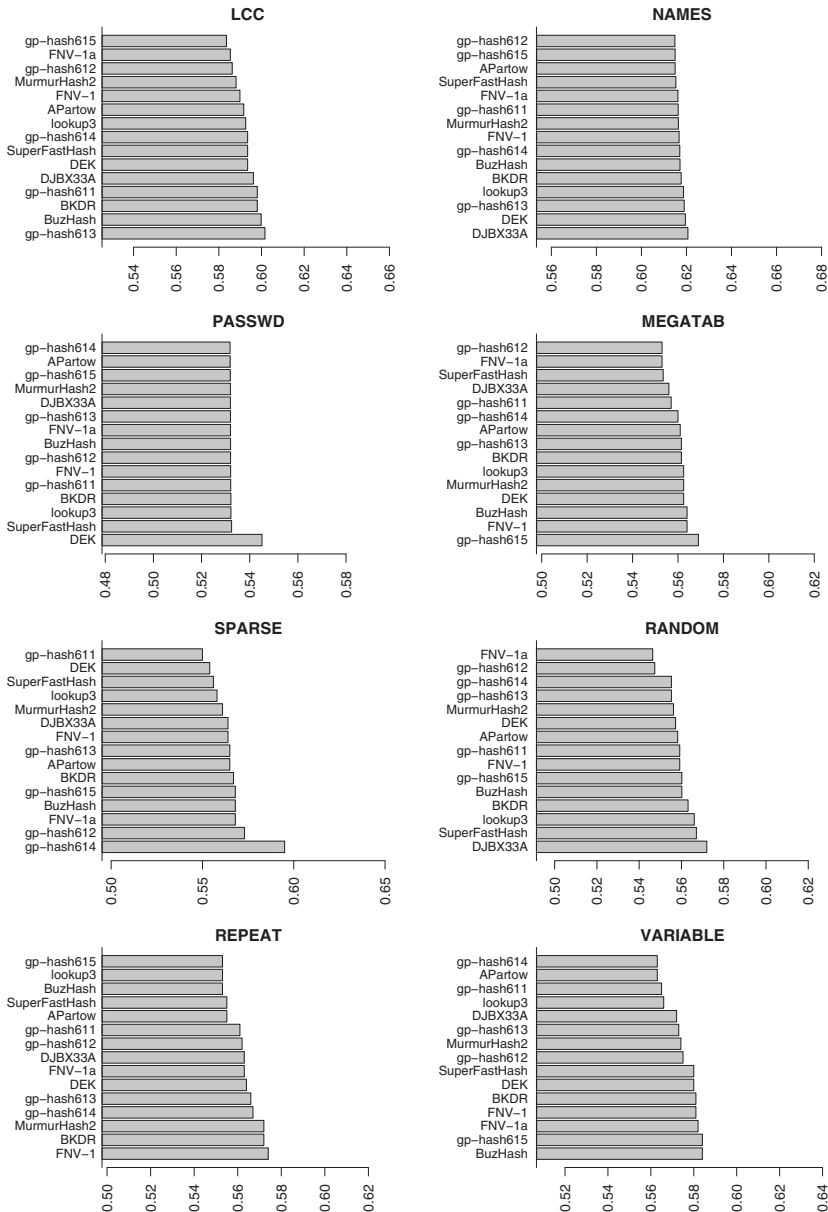 LCC
gp-hash615
FNV-1a
gp-hash612
MurmurHash2
FNV-1
APartow
lookup3
gp-hash614
SuperFastHash
DEK
DJBX33A
gp-hash611
BKDR
BuzHash
gp-hash613
0.54 0.56 0.58 0.60 0.62 0.64 0.66
NAMES
gp-hash612
gp-hash615
APartow
SuperFastHash
FNV-1a
gp-hash611
MurmurHash2
FNV-1
gp-hash614
BuzHash
BKDR
lookup3
gp-hash613
DEK
DJBX33A
0.56 0.58 0.60 0.62 0.64 0.66 0.68
PASSWD
gp-hash614
APartow
gp-hash615
MurmurHash2
DJBX33A
gp-hash613
FNV-1a
BuzHash
gp-hash612
FNV-1
gp-hash611
BKDR
lookup3
SuperFastHash
DEK
0.48 0.50 0.52 0.54 0.56 0.58
MEGATAB
gp-hash612
FNV-1a
SuperFastHash
DJBX33A
gp-hash611
gp-hash614
APartow
gp-hash613
BKDR
lookup3
MurmurHash2
DEK
BuzHash
FNV-1
gp-hash615
0.50 0.52 0.54 0.56 0.58 0.60 0.62
SPARSE
gp-hash611
DEK
SuperFastHash
lookup3
MurmurHash2
DJBX33A
FNV-1
gp-hash613
APartow
BKDR
gp-hash615
BuzHash
FNV-1a
gp-hash612
gp-hash614
0.50 0.55 0.60 0.65
RANDOM
FNV-1a
gp-hash612
gp-hash614
gp-hash613
MurmurHash2
DEK
APartow
gp-hash611
FNV-1
gp-hash615
BuzHash
BKDR
lookup3
SuperFastHash
DJBX33A
0.50 0.52 0.54 0.56 0.58 0.60 0.62
REPEAT
gp-hash615
lookup3
BuzHash
SuperFastHash
APartow
gp-hash611
gp-hash612
DJBX33A
FNV-1a
DEK
gp-hash613
gp-hash614
MurmurHash2
BKDR
FNV-1
0.50 0.52 0.54 0.56 0.58 0.60 0.62
VARIABLE
gp-hash614
APartow
gp-hash611
lookup3
DJBX33A
gp-hash613
MurmurHash2
gp-hash612
SuperFastHash
DEK
BKDR
FNV-1
FNV-1a
gp-hash615
BuzHash
0.52 0.54 0.56 0.58 0.60 0.62 0.64